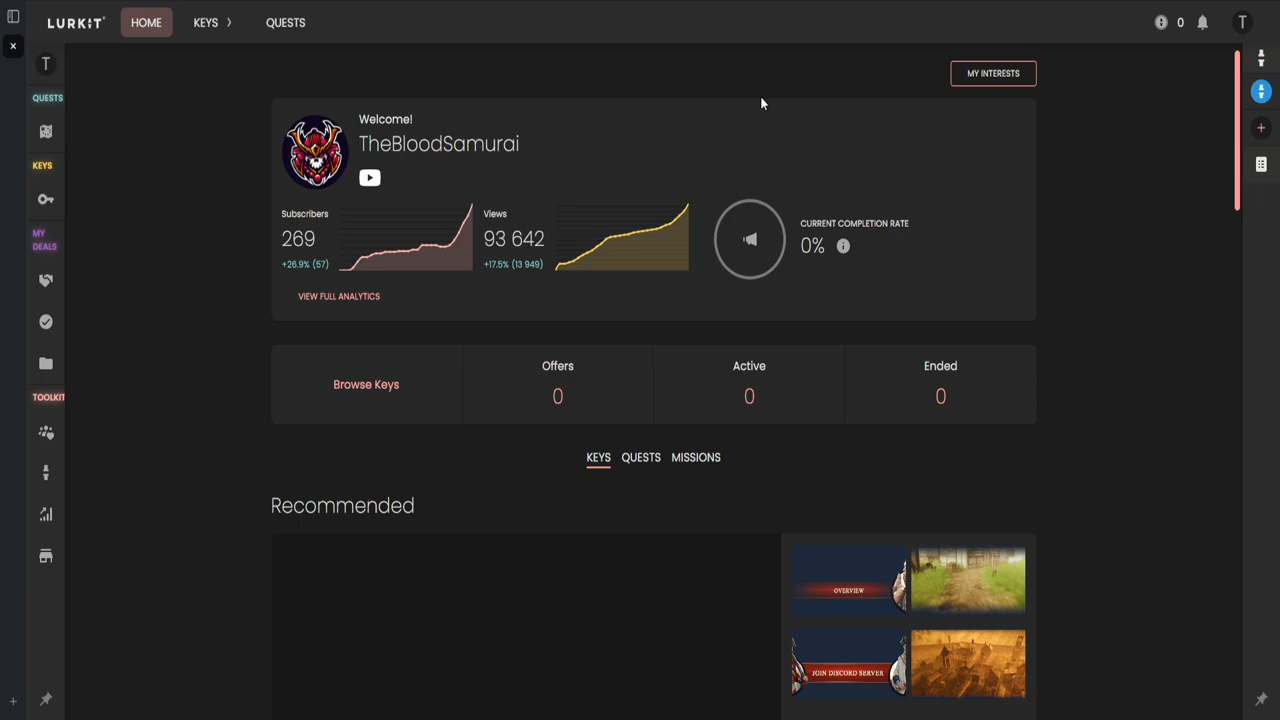 LURKIT
HOME
KEYS
QUESTS
0
T
x
T
QUESTS
KEYS
MY
DEALS
TOOLKIT
MY INTERESTS
Welcome!
TheBloodSamurai
Subscribers
269
+26.9% (57)
Views
93 642
+17.5% (13 949)
CURRENT COMPLETION RATE
0%
VIEW FULL ANALYTICS
Browse Keys
Offers
0
Active
0
Ended
0
KEYS QUESTS MISSIONS
Recommended
OVERVIEW
JOIN DISCORD SERVER